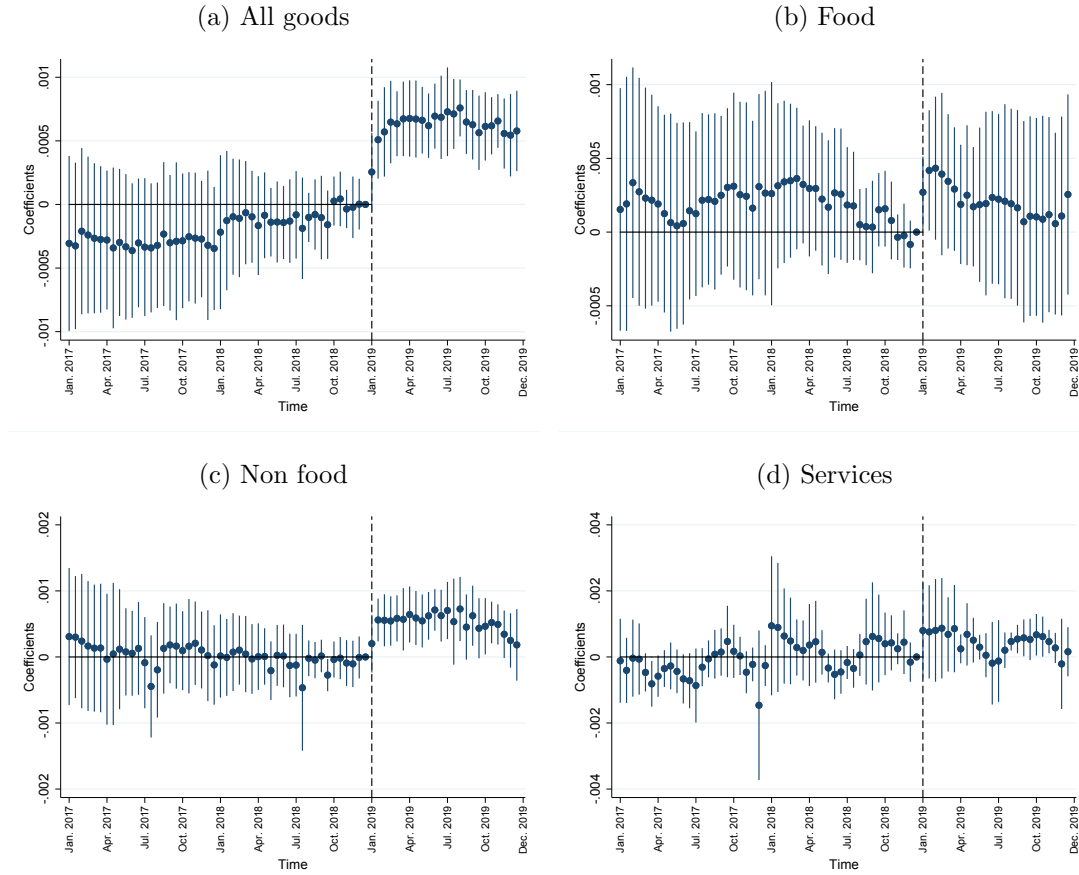 (a) All goods
Coefficients
.001
.0005
0
-.0005
-.001
Jan. 2017
Apr. 2017
Jul. 2017
Oct. 2017
Jan. 2018
Apr. 2018
Jul. 2018
Oct. 2018
Jan. 2019
Apr. 2019
Jul. 2019
Oct. 2019
Dec. 2019
Time
(b) Food
Coefficients
.001
.0005
0
-.0005
Jan. 2017
Apr. 2017
Jul. 2017
Oct. 2017
Jan. 2018
Apr. 2018
Jul. 2018
Oct. 2018
Jan. 2019
Apr. 2019
Jul. 2019
Oct. 2019
Dec. 2019
Time
(c) Non food
Coefficients
.002
.001
0
-.001
-.002
Jan. 2017
Apr. 2017
Jul. 2017
Oct. 2017
Jan. 2018
Apr. 2018
Jul. 2018
Oct. 2018
Jan. 2019
Apr. 2019
Jul. 2019
Oct. 2019
Dec. 2019
Time
(d) Services
Coefficients
.004
.002
0
-.002
-.004
Jan. 2017
Apr. 2017
Jul. 2017
Oct. 2017
Jan. 2018
Apr. 2018
Jul. 2018
Oct. 2018
Jan. 2019
Apr. 2019
Jul. 2019
Oct. 2019
Dec. 2019
Time